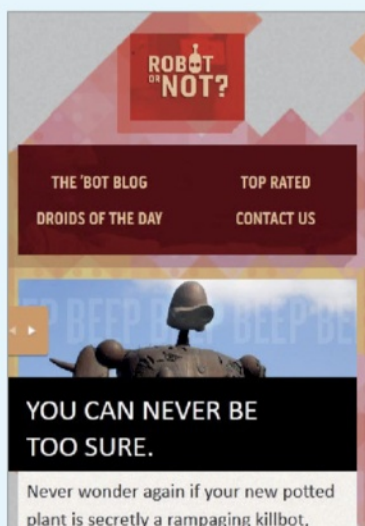 ROBOT
OR NOT?
THE 'BOT BLOG
TOP RATED
DROIDS OF THE DAY
CONTACT US
BEEP BEEP BE
YOU CAN NEVER BE
TOO SURE.
Never wonder again if your new potted
plant is secretly a rampaging killbot.